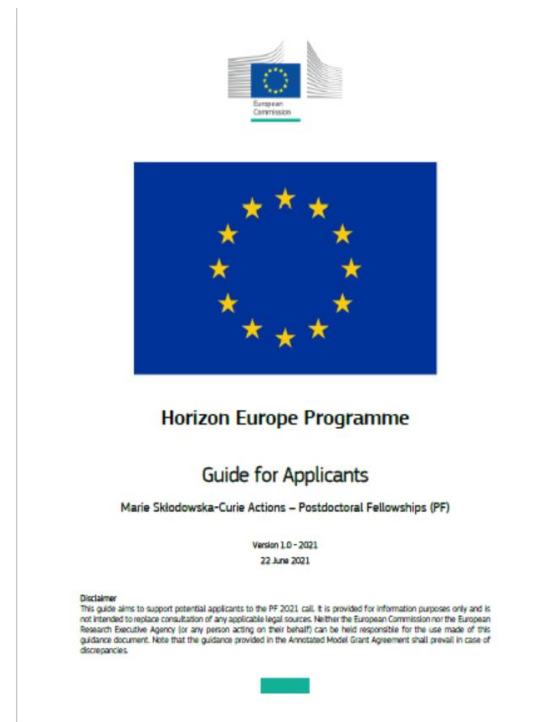 European
Commission
Horizon Europe Programme
Guide for Applicants
Marie Skłodowska-Curie Actions – Postdoctoral Fellowships (PF)
Version 1.0 – 2021
22 June 2021
Disclaimer
This guide aims to support potential applicants to the PF 2021 call. It is provided for information purposes only and is
not intended to replace consultation of any applicable legal sources. Neither the European Commission nor the European
Research Executive Agency (or any person acting on their behalf) can be held responsible for the use made of this
guidance document. Note that the guidance provided in the Annotated Model Grant Agreement shall prevail in case of
discrepancies.